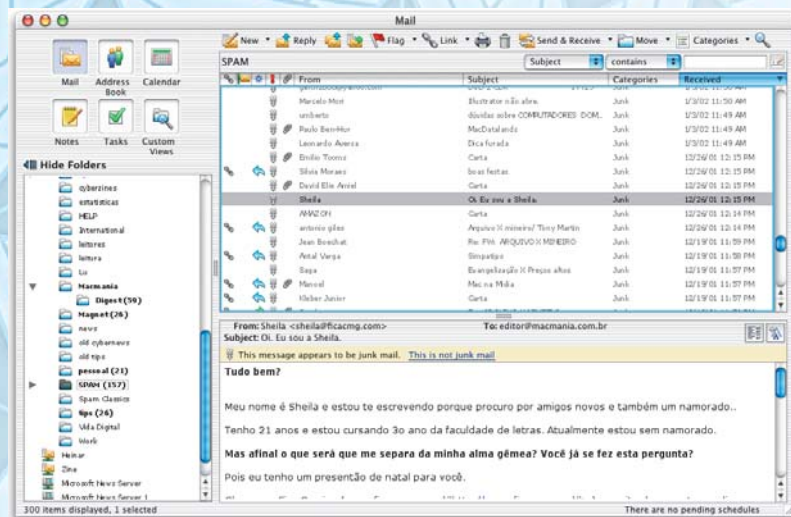 Mail
New Reply Flag Link Send & Receive Move Categories
SPAM Subject contains
Mail Address Book Calendar
Notes Tasks Custom Views
Hide Folders
cyberzines
estatisticas
HELP
International
leitores
leitura
Lu
Macmania
Digest (59)
Magnet (26)
news
old cybernews
old tips
pessoal (21)
SPAM (157)
Spam Classics
tips (26)
Vida Digital
Work
Heinar
Zina
Microsoft News Server
Microsoft News Server 1
From Subject Categories Received
Junk 1/3/02 11:50 AM
Marcelo Mori Illustrator não abre. Junk 1/3/02 11:50 AM
umberto dúvidas sobre COMPUTADORES DOM. Junk 1/3/02 11:49 AM
Paulo Ben-Hur MacDatalands Junk 1/3/02 11:49 AM
Leonardo Aversa Dica furada Junk 1/3/02 11:49 AM
Emilio Carta Junk 12/26/01 12:15 PM
Silvia Moraes boas festas Junk 12/26/01 12:15 PM
David Elie Amiel Carta Junk 12/26/01 12:15 PM
Sheila Oi. Eu sou a Sheila. Junk 12/26/01 12:15 PM
AMAZON Carta Junk 12/26/01 12:14 PM
antonio giles Arquivo X mineiro/ Tony Martin Junk 12/26/01 12:14 PM
Jean Boechat Re: FW: ARQUIVO X MINEIRO Junk 12/19/01 11:59 PM
Antal Varga Simpatips Junk 12/19/01 11:58 PM
Evangelização X Preços altos Junk 12/19/01 11:57 PM
Manoel Mac na Mídia Junk 12/19/01 11:57 PM
Kleber Junior Carta Junk 12/19/01 11:57 PM
From: Sheila <sheila@ficacmg.com> To: editor@macmania.com.br
Subject: Oi. Eu sou a Sheila.
This message appears to be junk mail. This is not junk mail
Tudo bem?
Meu nome é Sheila e estou te escrevendo porque procuro por amigos novos e também um namorado..
Tenho 21 anos e estou cursando 3o ano da faculdade de letras. Atualmente estou sem namorado.
Mas afinal o que será que me separa da minha alma gêmea? Você já se fez esta pergunta?
Pois eu tenho um presentão de natal para você.
300 items displayed, 1 selected There are no pending schedules